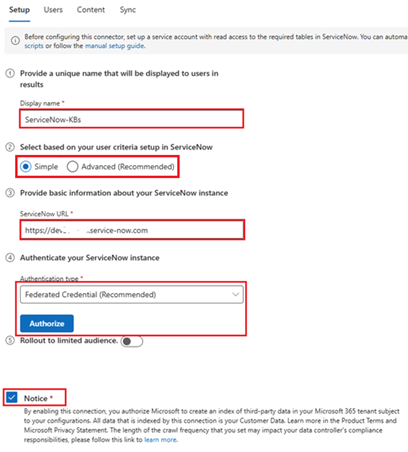 Setup Users Content Sync
Before configuring this connector, set up a service account with read access to the required tables in ServiceNow. You can automa
scripts or follow the manual setup guide.
1 Provide a unique name that will be displayed to users in
results
Display name *
ServiceNow-KBs
2 Select based on your user criteria setup in ServiceNow
Simple Advanced (Recommended)
3 Provide basic information about your ServiceNow instance
ServiceNow URL *
https://dev .service-now.com
4 Authenticate your ServiceNow instance
Authentication type *
Federated Credential (Recommended)
Authorize
5 Rollout to limited audience.
Notice *
By enabling this connection, you authorize Microsoft to create an index of third-party data in your Microsoft 365 tenant subject
to your configurations. All data that is indexed by this connection is your Customer Data. Learn more in the Product Terms and
Microsoft Privacy Statement. The length of the crawl frequency that you set may impact your data controller's compliance
responsibilities, please follow this link to learn more.